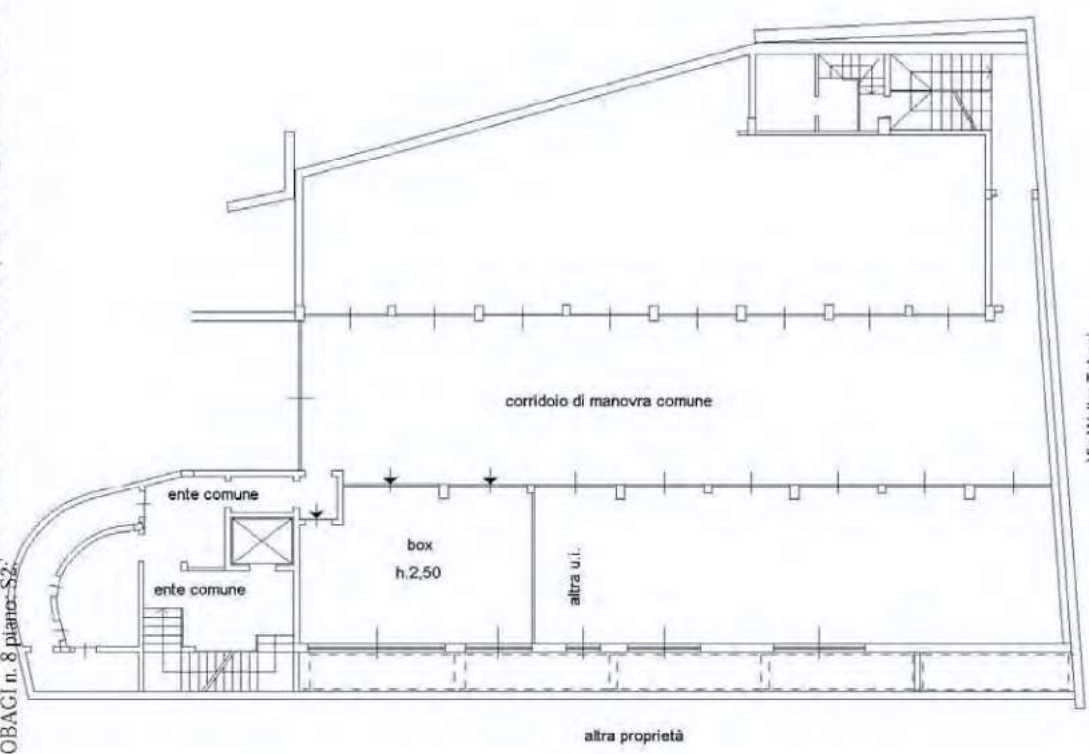 corridoio di manovra comune
ente comune
box
h.2,50
altra u.i.
ente comune
altra proprietà
OBAGI n. 8 piano: S2;